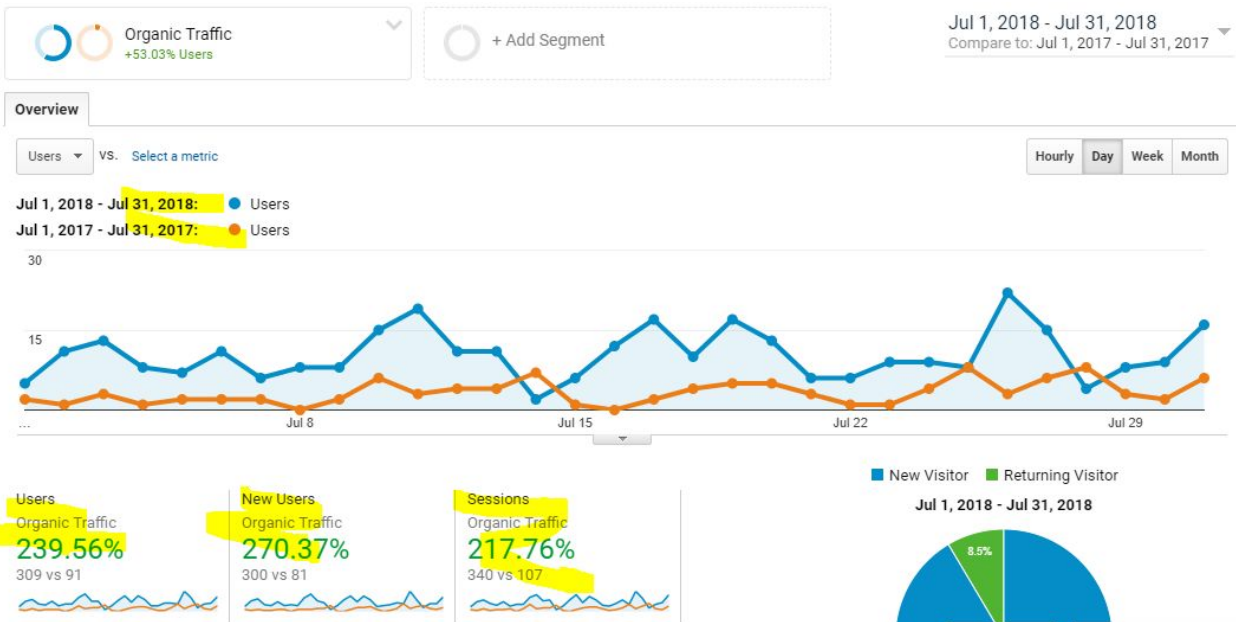 Organic Traffic
+53.03% Users
+ Add Segment
Jul 1, 2018 - Jul 31, 2018
Compare to: Jul 1, 2017 - Jul 31, 2017
Overview
Users VS. Select a metric
Hourly Day Week Month
Jul 1, 2018 - Jul 31, 2018: Users
Jul 1, 2017 - Jul 31, 2017: Users
30
15
... Jul 8 Jul 15 Jul 22 Jul 29
New Visitor Returning Visitor
Jul 1, 2018 - Jul 31, 2018
8.5%
Users
Organic Traffic
239.56%
309 vs 91
New Users
Organic Traffic
270.37%
300 vs 81
Sessions
Organic Traffic
217.76%
340 vs 107